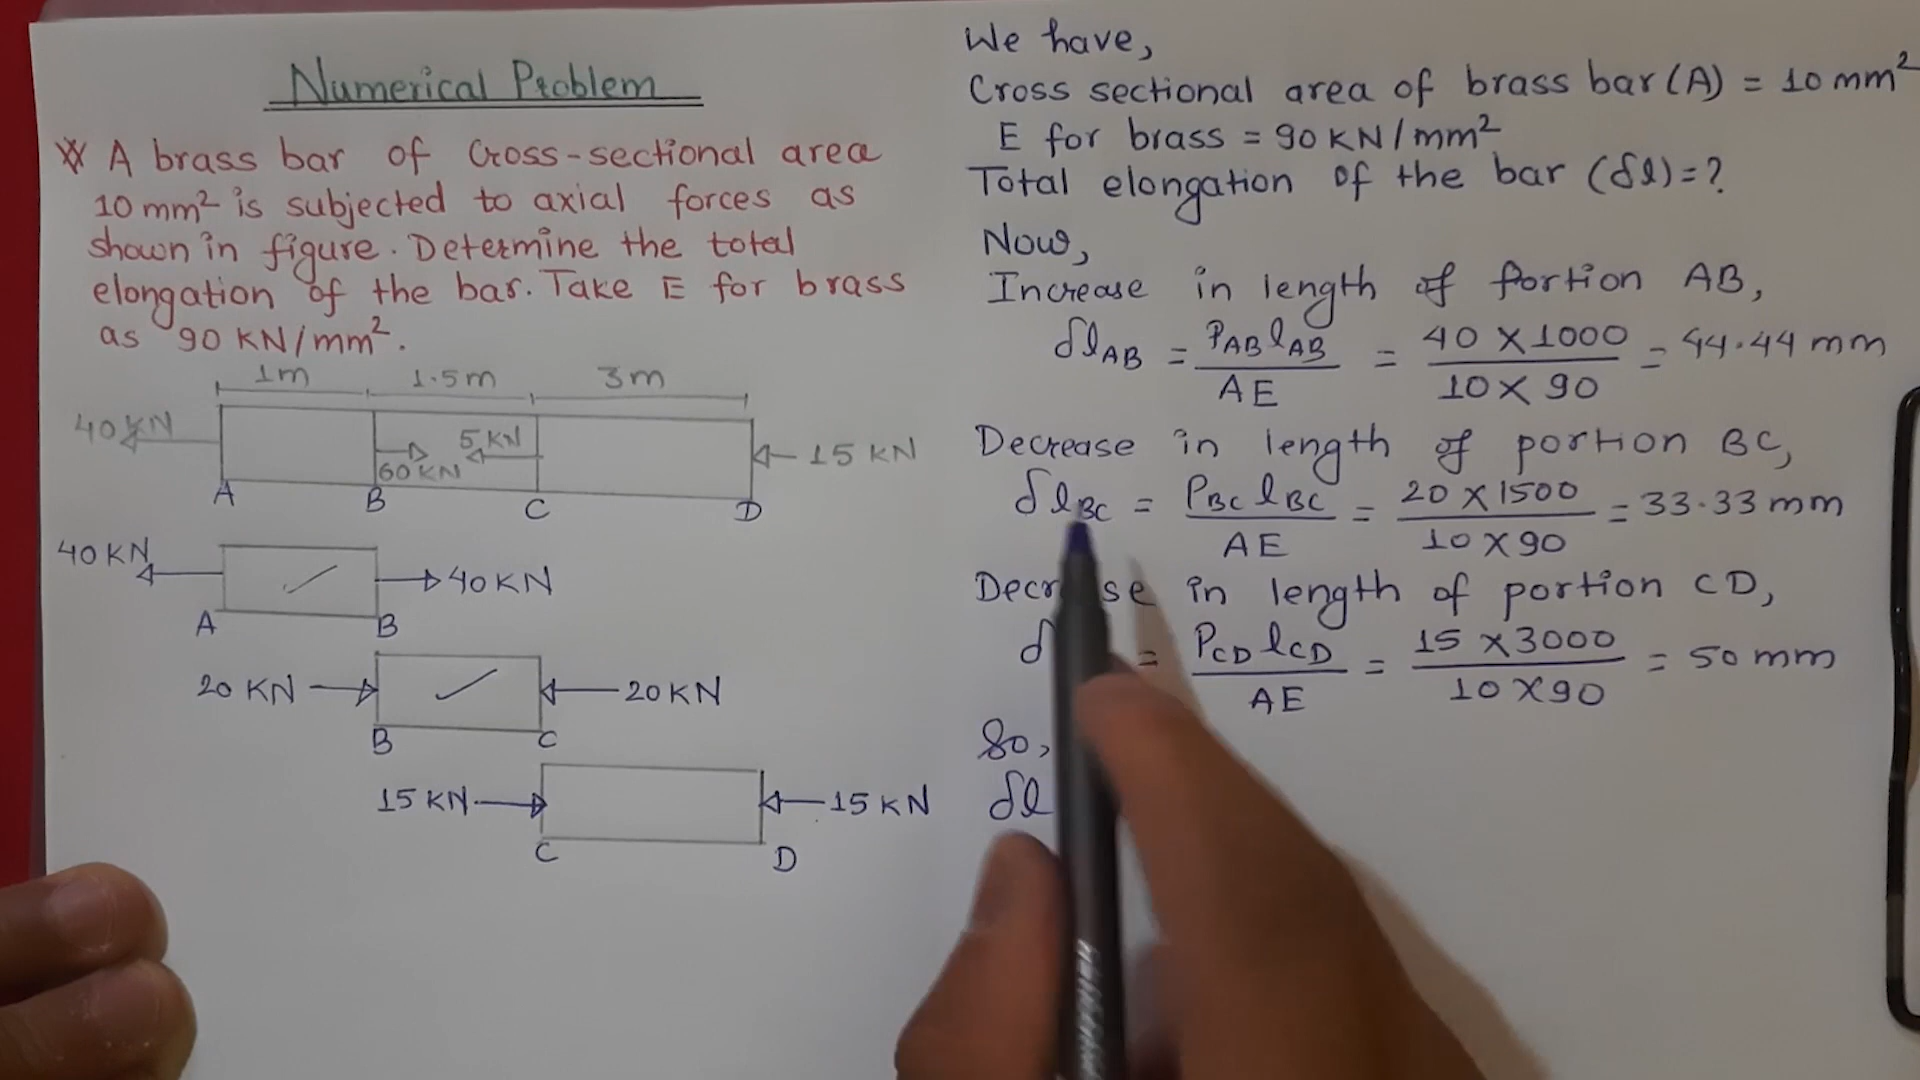 Numerical Problem
* A brass bar of cross-sectional area
10 mm² is subjected to axial forces as
shown in figure. Determine the total
elongation of the bar. Take E for brass
as 90 KN/mm².
1m 1.5m 3m
40 KN 60 KN 5 KN 15 KN
A B C D
40 KN 40 KN
A B
20 KN 20 KN
B C
15 KN 15 KN
C D
We have,
Cross sectional area of brass bar (A) = 10 mm²
E for brass = 90 KN/mm²
Total elongation of the bar (δl) = ?
Now,
Increase in length of portion AB,
δl_AB = P_AB l_AB / AE = 40 × 1000 / 10 × 90 = 44.44 mm
Decrease in length of portion BC,
δl_BC = P_BC l_BC / AE = 20 × 1500 / 10 × 90 = 33.33 mm
Decr se in length of portion CD,
δ = P_CD l_CD / AE = 15 × 3000 / 10 × 90 = 50 mm
So,
δl